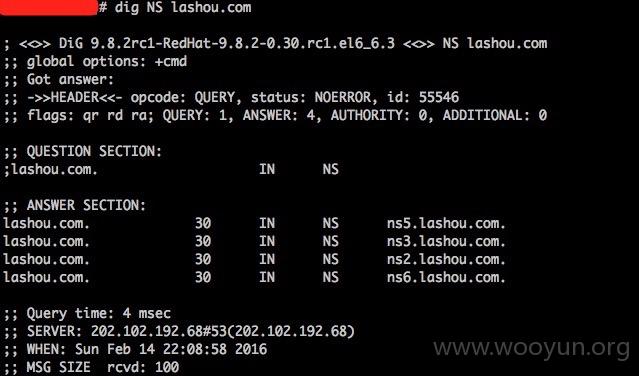 # dig NS lashou.com
; <<>> DiG 9.8.2rc1-RedHat-9.8.2-0.30.rc1.el6_6.3 <<>> NS lashou.com
;; global options: +cmd
;; Got answer:
;; ->>HEADER<<- opcode: QUERY, status: NOERROR, id: 55546
;; flags: qr rd ra; QUERY: 1, ANSWER: 4, AUTHORITY: 0, ADDITIONAL: 0
;; QUESTION SECTION:
;lashou.com. IN NS
;; ANSWER SECTION:
lashou.com. 30 IN NS ns5.lashou.com.
lashou.com. 30 IN NS ns3.lashou.com.
lashou.com. 30 IN NS ns2.lashou.com.
lashou.com. 30 IN NS ns6.lashou.com.
;; Query time: 4 msec
;; SERVER: 202.102.192.68#53(202.102.192.68)
;; WHEN: Sun Feb 14 22:08:58 2016
;; MSG SIZE rcvd: 100
www.wooyun.org